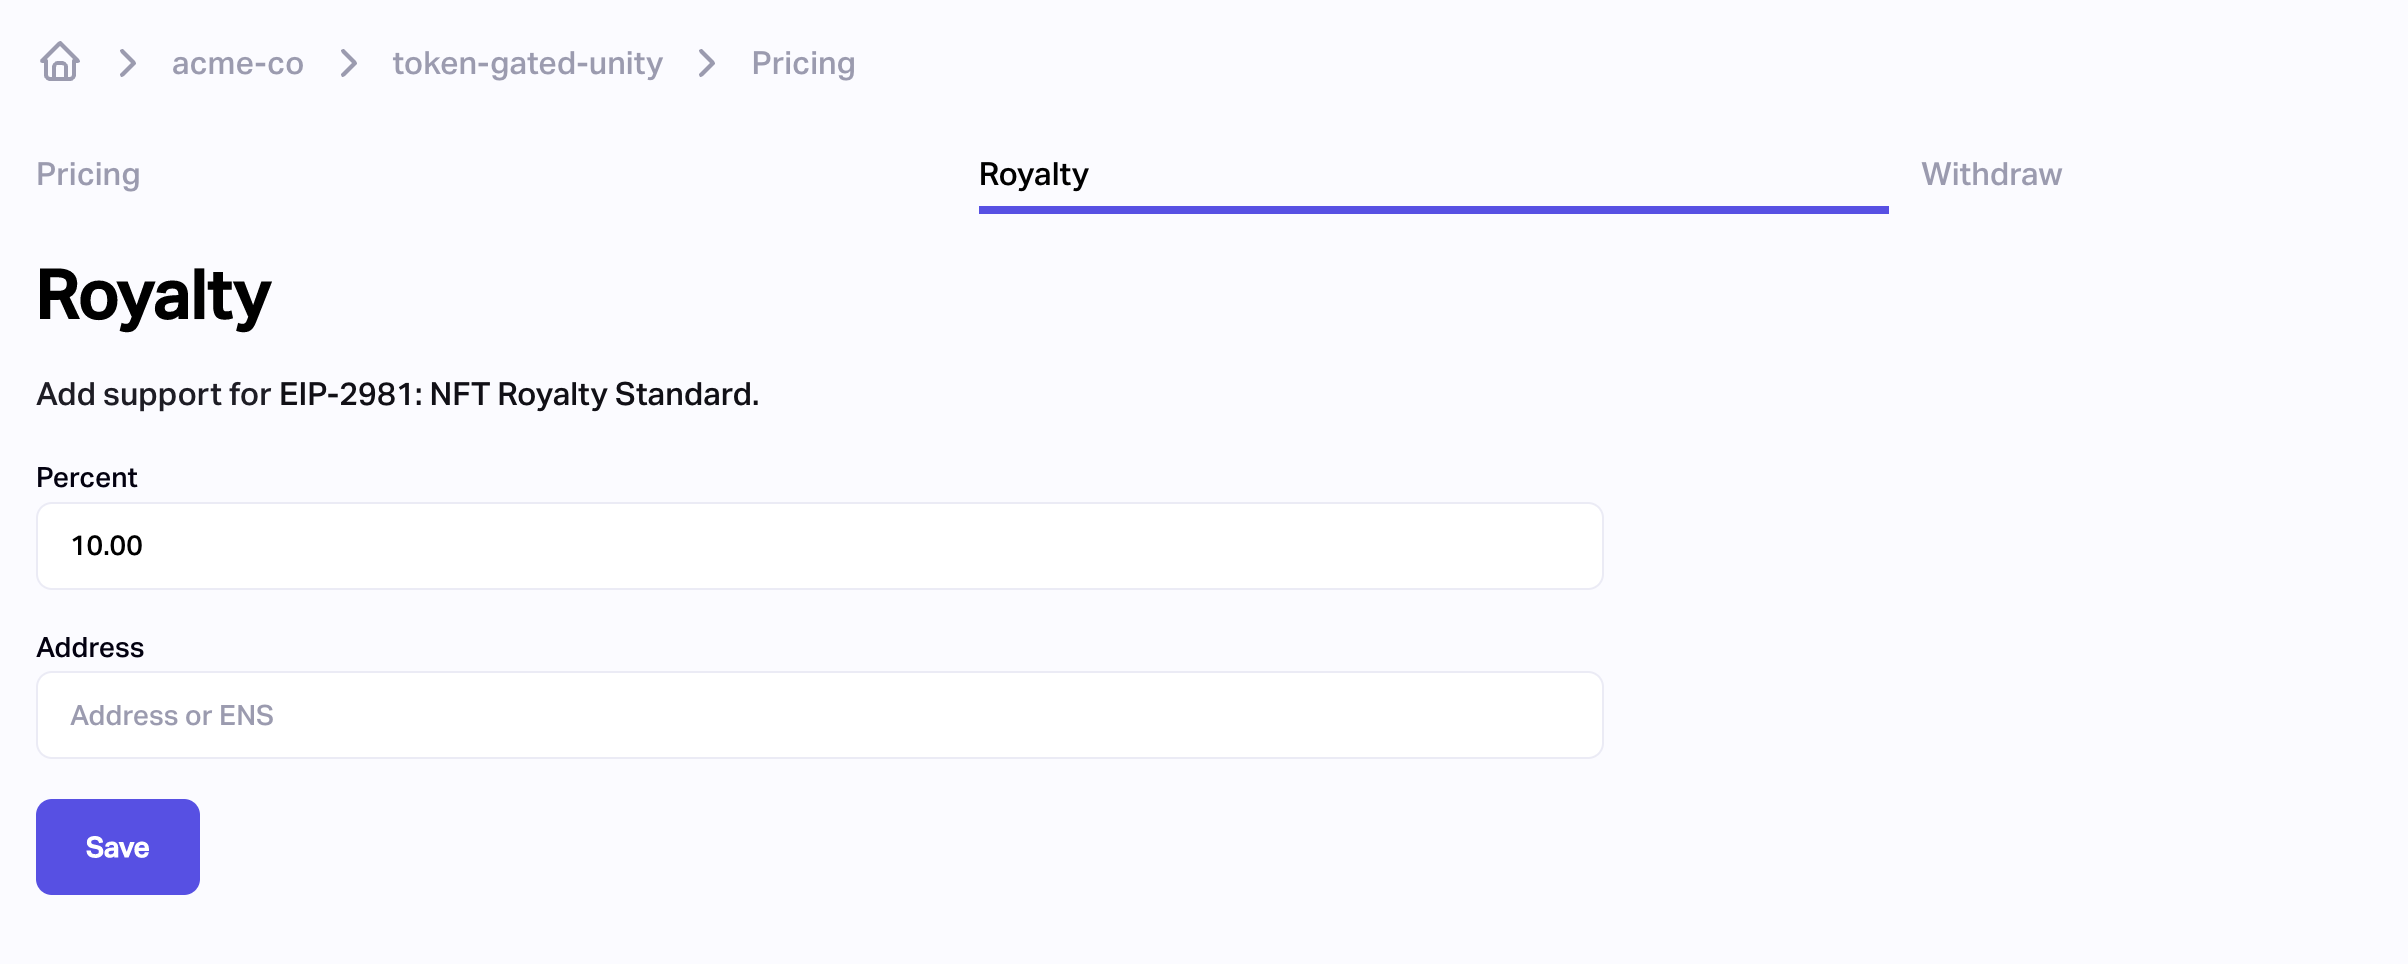 acme-co token-gated-unity Pricing
Pricing Royalty Withdraw
Royalty
Add support for EIP-2981: NFT Royalty Standard.
Percent
10.00
Address
Address or ENS
Save